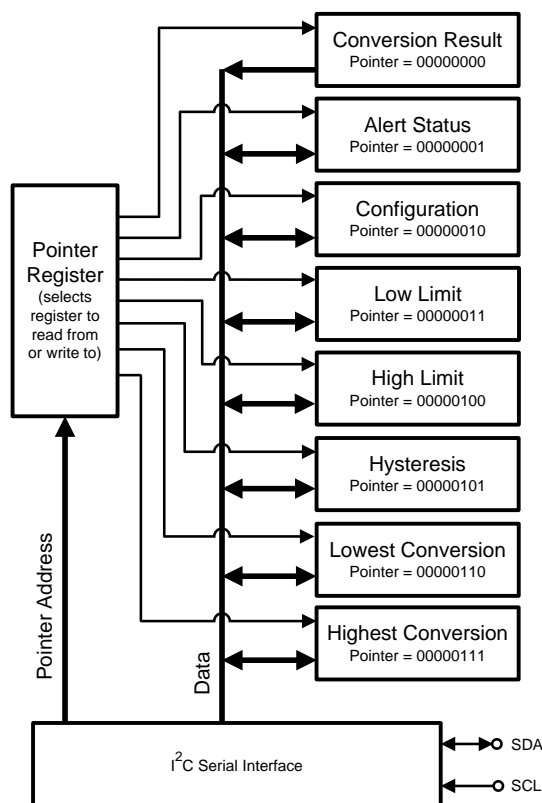 Conversion Result
Pointer = 00000000
Alert Status
Pointer = 00000001
Configuration
Pointer = 00000010
Pointer
Register
(selects
register to
read from
or write to)
Low Limit
Pointer = 00000011
High Limit
Pointer = 00000100
Hysteresis
Pointer = 00000101
Lowest Conversion
Pointer = 00000110
Highest Conversion
Pointer = 00000111
Pointer Address
Data
I²C Serial Interface
SDA
SCL